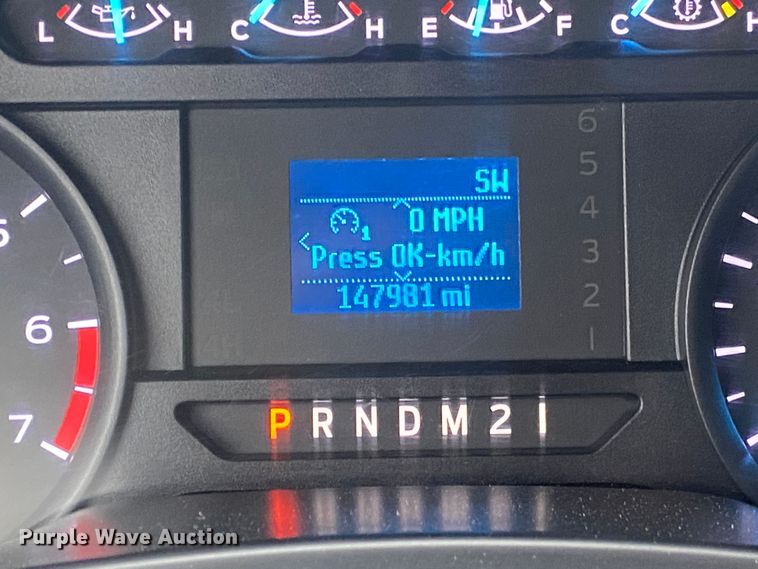 L H C H E F C H
6
5
4
3
2
1
SW
0 MPH
1
Press OK-km/h
147981 mi
6
7
P R N D M 2 1
Purple Wave Auction